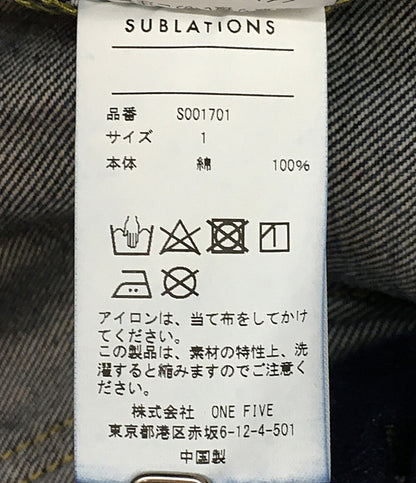 SUBLATIONS
品番 S001701
サイズ 1
本体 綿 100%
アイロンは、当て布をしてかけ
てください。
この製品は、素材の特性上、洗
濯すると縮みますのでご注意く
ださい。
株式会社 ONE FIVE
東京都港区赤坂6-12-4-501
中国製